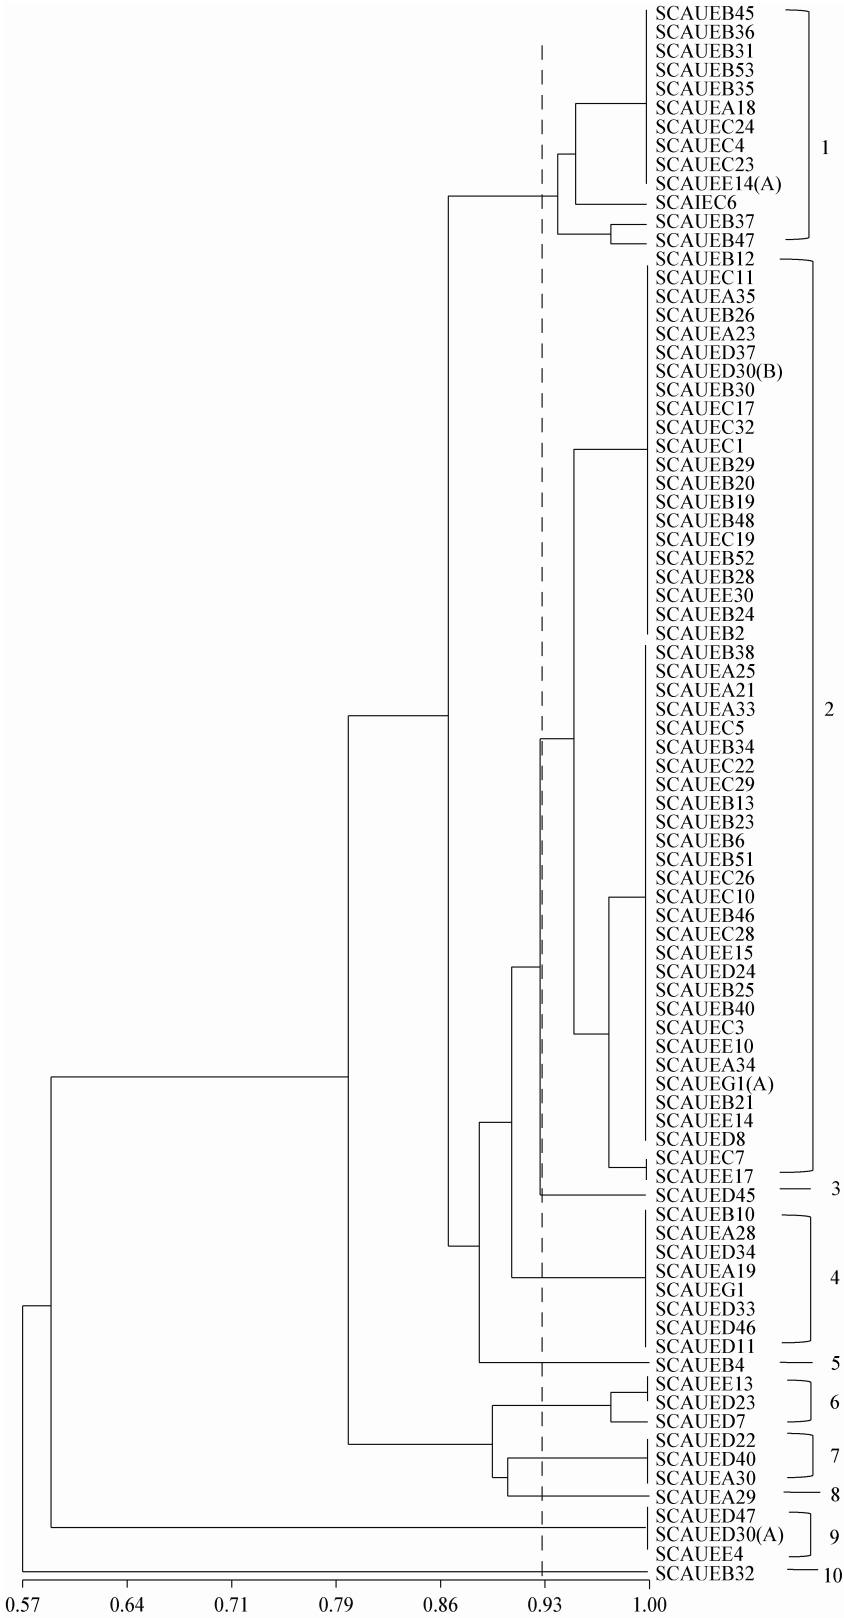 SCAUEB45
SCAUEB36
SCAUEB31
SCAUEB53
SCAUEB35
SCAUEA18
SCAUEC24
SCAUEC4
1
SCAUEC23
SCAUEE14(A)
SCAIEC6
SCAUEB37
SCAUEB47
SCAUEB12
SCAUEC11
SCAUEA35
SCAUEB26
SCAUEA23
SCAUED37
SCAUED30(B)
SCAUEB30
SCAUEC17
SCAUEC32
SCAUEC1
SCAUEB29
SCAUEB20
SCAUEB19
SCAUEB48
SCAUEC19
SCAUEB52
SCAUEB28
SCAUEE30
SCAUEB24
SCAUEB2
SCAUEB38
SCAUEA25
SCAUEA21
SCAUEA33
2
SCAUEC5
SCAUEB34
SCAUEC22
SCAUEC29
SCAUEB13
SCAUEB23
SCAUEB6
SCAUEB51
SCAUEC26
SCAUEC10
SCAUEB46
SCAUEC28
SCAUEE15
SCAUED24
SCAUEB25
SCAUEB40
SCAUEC3
SCAUEE10
SCAUEA34
SCAUEG1(A)
SCAUEB21
SCAUEE14
SCAUED8
SCAUEC7
SCAUEE17
SCAUED45
3
SCAUEB10
SCAUEA28
SCAUED34
SCAUEA19
4
SCAUEG1
SCAUED33
SCAUED46
SCAUED11
SCAUEB4
5
SCAUEE13
SCAUED23
6
SCAUED7
SCAUED22
SCAUED40
7
SCAUEA30
SCAUEA29
8
SCAUED47
SCAUED30(A)
9
SCAUEE4
SCAUEB32
10
0.57 0.64 0.71 0.79 0.86 0.93 1.00